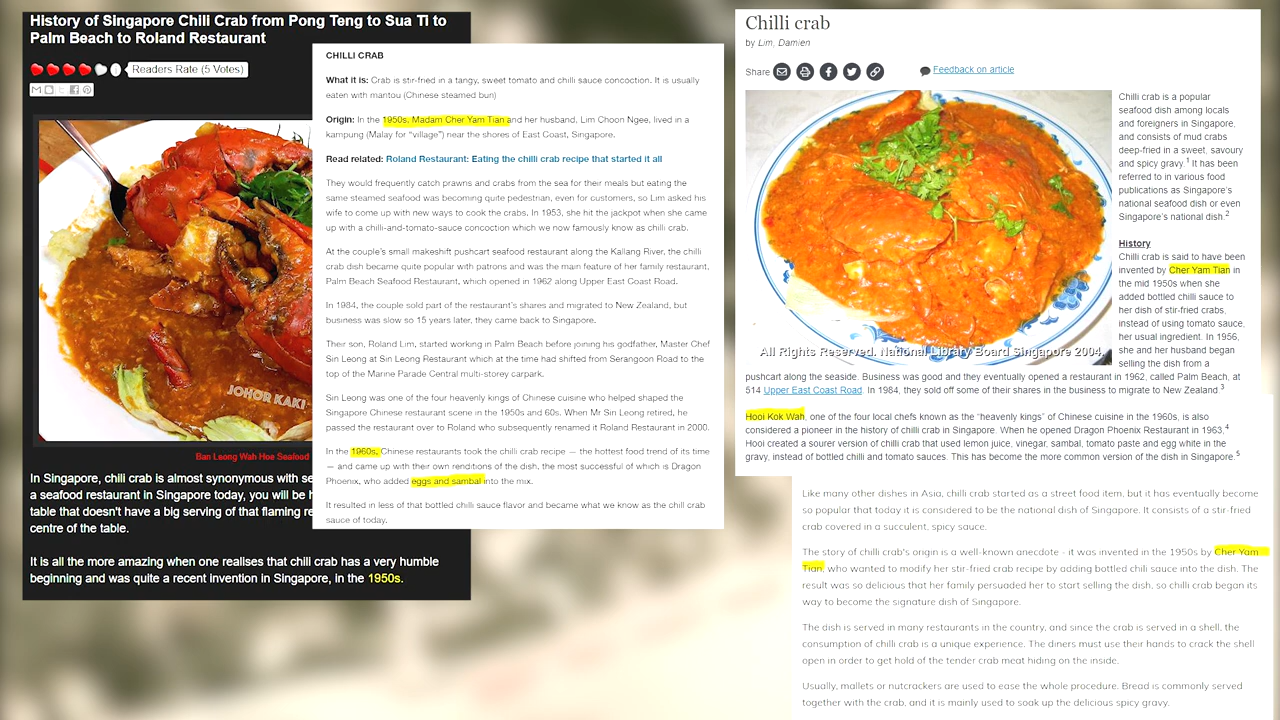 History of Singapore Chili Crab from Pong Teng to Sua Ti to
Palm Beach to Roland Restaurant
Readers Rate (5 Votes)
JOHOR KAKI
Ban Leong Wah Hoe Seafood
In Singapore, chili crab is almost synonymous with
a seafood restaurant in Singapore today, you will be
table that doesn't have a big serving of that flaming
centre of the table.
It is all the more amazing when one realises that chili crab has a very humble
beginning and was quite a recent invention in Singapore, in the 1950s.
CHILLI CRAB
What it is: Crab is stir-fried in a tangy, sweet tomato and chilli sauce concoction. It is usually
eaten with mantou (Chinese steamed bun)
Origin: In the 1950s, Madam Cher Yam Tian and her husband, Lim Choon Ngee, lived in a
kampung (Malay for “village”) near the shores of East Coast, Singapore.
Read related: Roland Restaurant: Eating the chilli crab recipe that started it all
They would frequently catch prawns and crabs from the sea for their meals but eating the
same steamed seafood was becoming quite pedestrian, even for customers, so Lim asked his
wife to come up with new ways to cook the crabs. In 1953, she hit the jackpot when she came
up with a chilli-and-tomato-sauce concoction which we now famously know as chilli crab.
At the couple's small makeshift pushcart seafood restaurant along the Kallang River, the chilli
crab dish became quite popular with patrons and was the main feature of her family restaurant,
Palm Beach Seafood Restaurant, which opened in 1962 along Upper East Coast Road.
In 1984, the couple sold part of the restaurant's shares and migrated to New Zealand, but
business was slow so 15 years later, they came back to Singapore.
Their son, Roland Lim, started working in Palm Beach before joining his godfather, Master Chef
Sin Leong at Sin Leong Restaurant which at the time had shifted from Serangoon Road to the
top of the Marine Parade Central multi-storey carpark.
Sin Leong was one of the four heavenly kings of Chinese cuisine who helped shaped the
Singapore Chinese restaurant scene in the 1950s and 60s. When Mr Sin Leong retired, he
passed the restaurant over to Roland who subsequently renamed it Roland Restaurant in 2000.
In the 1960s, Chinese restaurants took the chilli crab recipe — the hottest food trend of its time
— and came up with their own renditions of the dish, the most successful of which is Dragon
Phoenix, who added eggs and sambal into the mix.
It resulted in less of that bottled chilli sauce flavor and became what we know as the chill crab
sauce of today.
Chilli crab
by Lim, Damien
Share
Feedback on article
All Rights Reserved. National Library Board Singapore 2004.
Chilli crab is a popular
seafood dish among locals
and foreigners in Singapore,
and consists of mud crabs
deep-fried in a sweet, savoury
and spicy gravy.1 It has been
referred to in various food
publications as Singapore's
national seafood dish or even
Singapore's national dish.2
History
Chilli crab is said to have been
invented by Cher Yam Tian in
the mid 1950s when she
added bottled chilli sauce to
her dish of stir-fried crabs,
instead of using tomato sauce,
her usual ingredient. In 1956,
she and her husband began
selling the dish from a
pushcart along the seaside. Business was good and they eventually opened a restaurant in 1962, called Palm Beach, at
514 Upper East Coast Road. In 1984, they sold off some of their shares in the business to migrate to New Zealand.3
Hooi Kok Wah, one of the four local chefs known as the “heavenly kings” of Chinese cuisine in the 1960s, is also
considered a pioneer in the history of chilli crab in Singapore. When he opened Dragon Phoenix Restaurant in 1963,4
Hooi created a sourer version of chilli crab that used lemon juice, vinegar, sambal, tomato paste and egg white in the
gravy, instead of bottled chilli and tomato sauces. This has become the more common version of the dish in Singapore.5
Like many other dishes in Asia, chilli crab started as a street food item, but it has eventually become
so popular that today it is considered to be the national dish of Singapore. It consists of a stir-fried
crab covered in a succulent, spicy sauce.
The story of chilli crab's origin is a well-known anecdote - it was invented in the 1950s by Cher Yam
Tian, who wanted to modify her stir-fried crab recipe by adding bottled chilli sauce into the dish. The
result was so delicious that her family persuaded her to start selling the dish, so chilli crab began its
way to become the signature dish of Singapore.
The dish is served in many restaurants in the country, and since the crab is served in a shell, the
consumption of chilli crab is a unique experience. The diners must use their hands to crack the shell
open in order to get hold of the tender crab meat hiding on the inside.
Usually, mallets or nutcrackers are used to ease the whole procedure. Bread is commonly served
together with the crab, and it is mainly used to soak up the delicious spicy gravy.